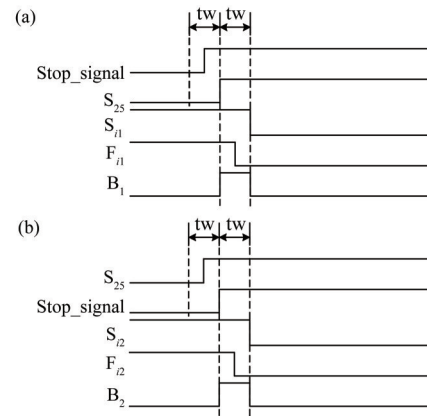 (a)
tw tw
Stop_signal
S25
Si1
Fi1
B1
(b)
tw tw
S25
Stop_signal
Si2
Fi2
B2